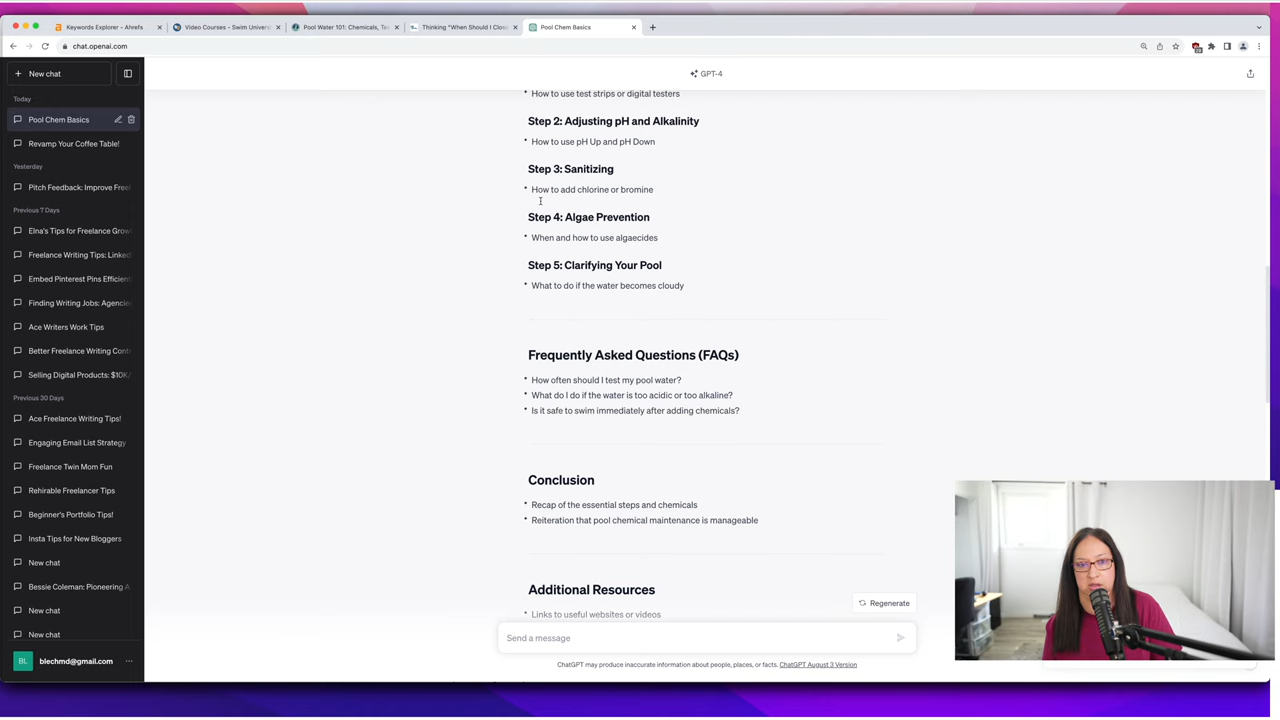 Keywords Explorer - Ahrefs
Video Courses – Swim Univers
Pool Water 101: Chemicals, Te
Thinking "When Should I Close
Pool Chem Basics
chat.openai.com
New chat
GPT-4
Today
Pool Chem Basics
Revamp Your Coffee Table!
Yesterday
Pitch Feedback: Improve Free
Previous 7 Days
Elna's Tips for Freelance Grow
Freelance Writing Tips: Linked
Embed Pinterest Pins Efficien
Finding Writing Jobs: Agencie
Ace Writers Work Tips
Better Freelance Writing Cont
Selling Digital Products: $10K/
Previous 30 Days
Ace Freelance Writing Tips!
Engaging Email List Strategy
Freelance Twin Mom Fun
Rehirable Freelancer Tips
Beginner's Portfolio Tips!
Insta Tips for New Bloggers
New chat
Bessie Coleman: Pioneering A
New chat
New chat
BL
blechmd@gmail.com
• How to use test strips or digital testers
Step 2: Adjusting pH and Alkalinity
• How to use pH Up and pH Down
Step 3: Sanitizing
• How to add chlorine or bromine
Step 4: Algae Prevention
• When and how to use algaecides
Step 5: Clarifying Your Pool
• What to do if the water becomes cloudy
Frequently Asked Questions (FAQs)
• How often should I test my pool water?
• What do I do if the water is too acidic or too alkaline?
• Is it safe to swim immediately after adding chemicals?
Conclusion
• Recap of the essential steps and chemicals
• Reiteration that pool chemical maintenance is manageable
Additional Resources
• Links to useful websites or videos
Regenerate
Send a message
ChatGPT may produce inaccurate information about people, places, or facts. ChatGPT August 3 Version